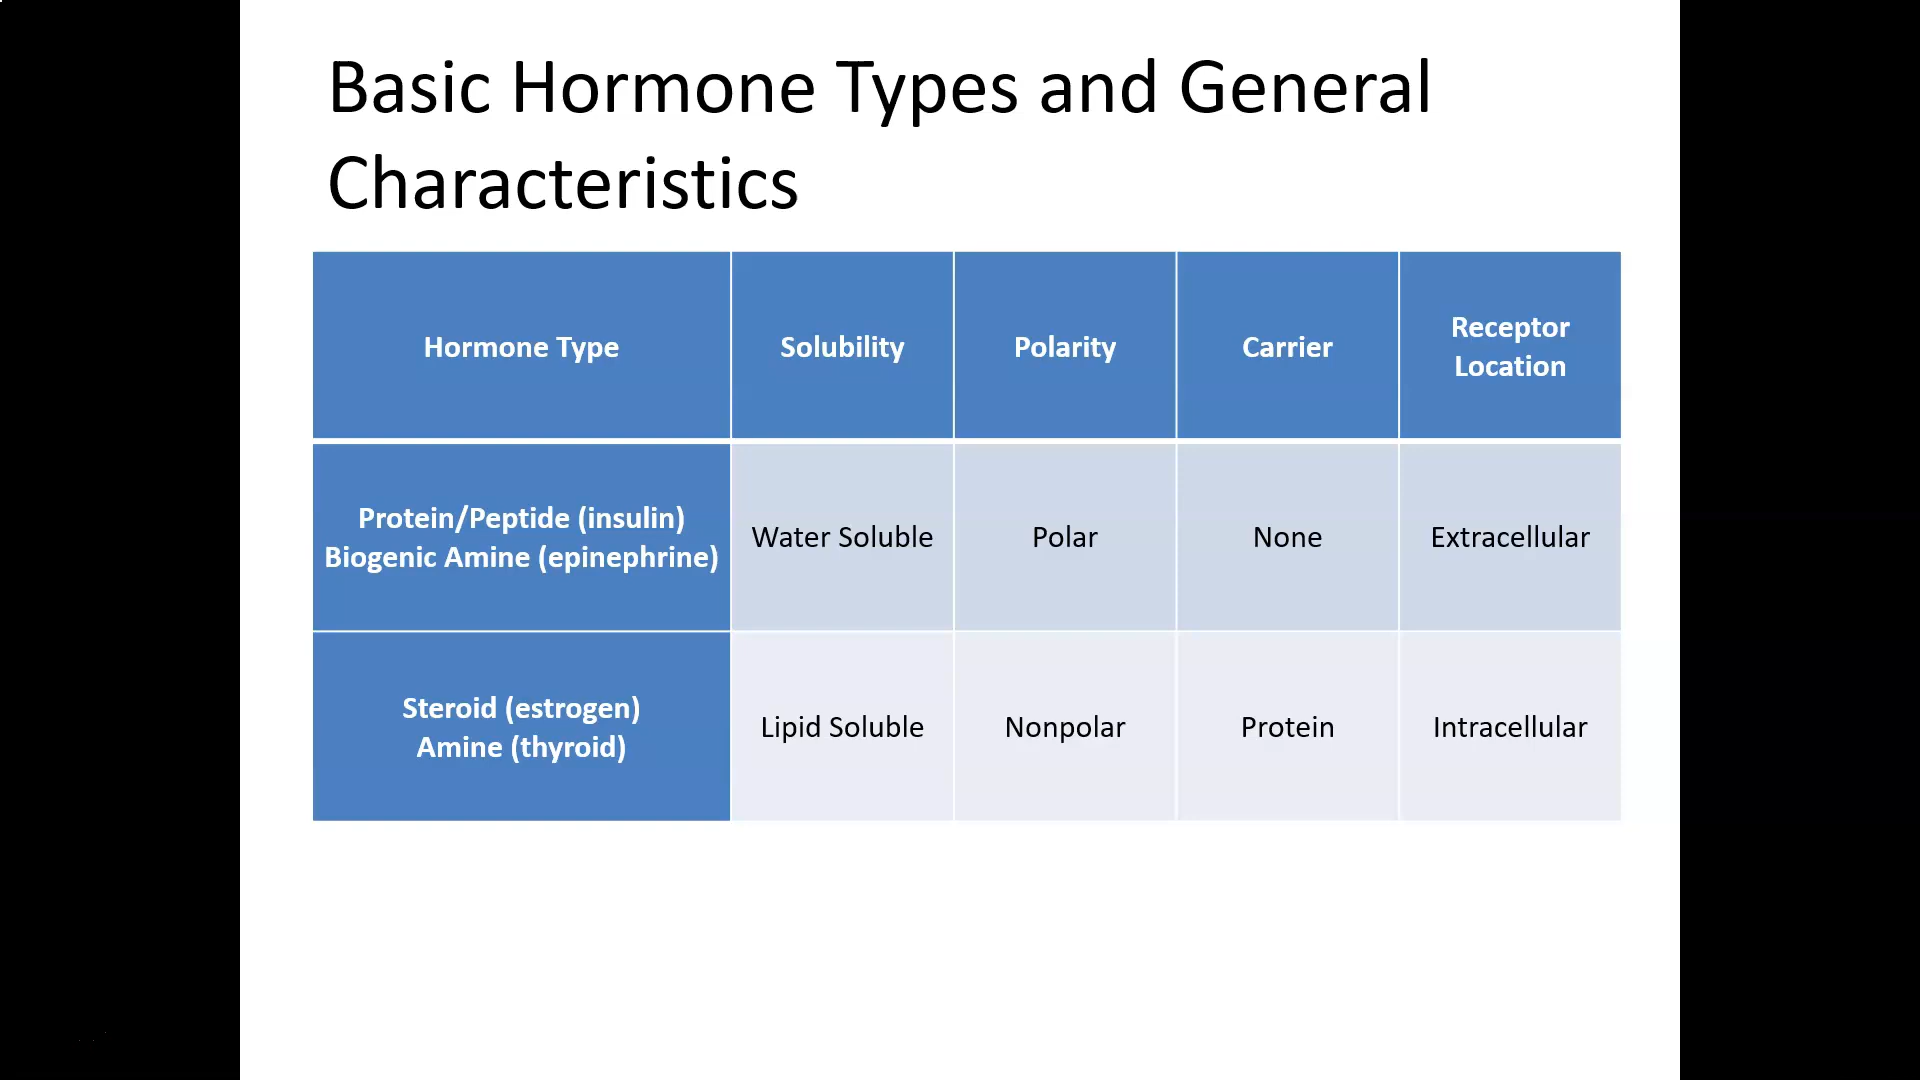 Basic Hormone Types and General
Characteristics
Hormone Type
Solubility
Polarity
Carrier
Receptor
Location
Protein/Peptide (insulin)
Biogenic Amine (epinephrine)
Water Soluble
Polar
None
Extracellular
Steroid (estrogen)
Amine (thyroid)
Lipid Soluble
Nonpolar
Protein
Intracellular